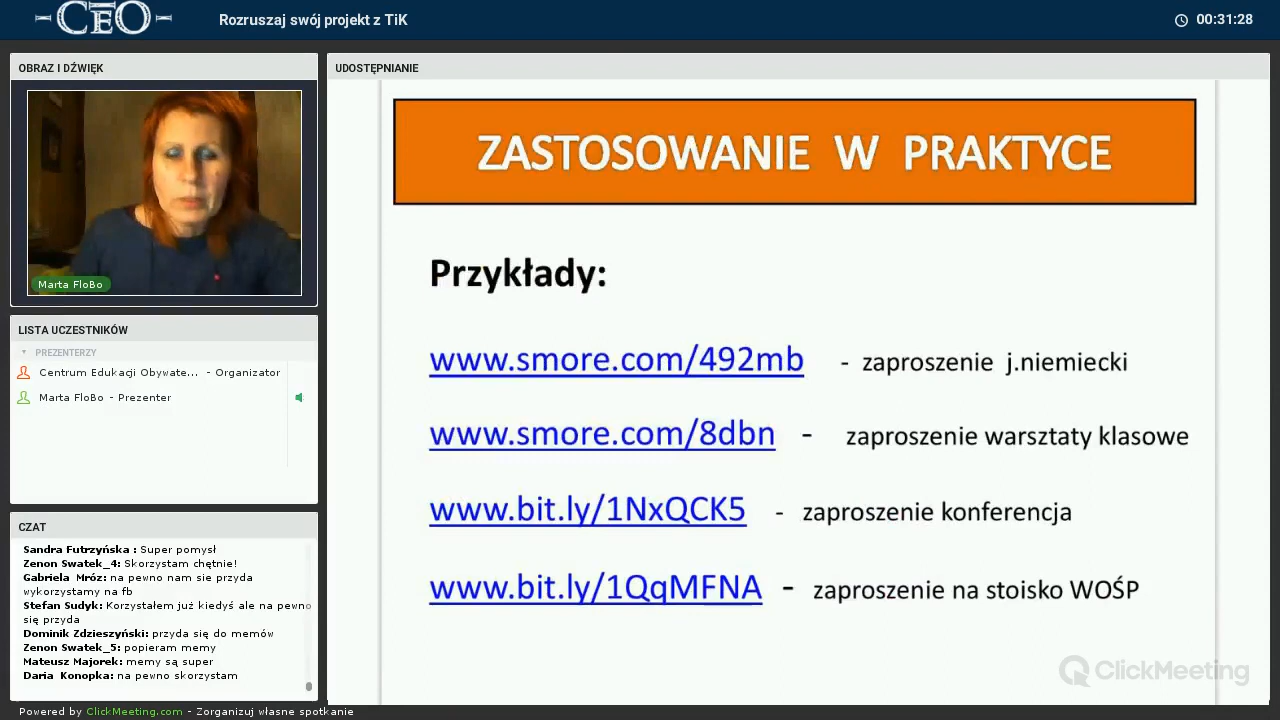 CEO
Rozruszaj swój projekt z TiK
00:31:28
OBRAZ I DŹWIĘK
Marta FloBo
LISTA UCZESTNIKÓW
PREZENTERZY
Centrum Edukacji Obywate... - Organizator
Marta FloBo - Prezenter
CZAT
Sandra Futrzyńska : Super pomysł
Zenon Swatek_4: Skorzystam chętnie!
Gabriela Mróz: na pewno nam sie przyda
wykorzystamy na fb
Stefan Sudyk: Korzystałem już kiedyś ale na pewno
się przyda
Dominik Zdzieszyński: przyda się do memów
Zenon Swatek_5: popieram memy
Mateusz Majorek: memy są super
Daria Konopka: na pewno skorzystam
UDOSTĘPNIANIE
ZASTOSOWANIE W PRAKTYCE
Przykłady:
www.smore.com/492mb - zaproszenie j.niemiecki
www.smore.com/8dbn - zaproszenie warsztaty klasowe
www.bit.ly/1NxQCK5 - zaproszenie konferencja
www.bit.ly/1QqMFNA - zaproszenie na stoisko WOŚP
ClickMeeting
Powered by ClickMeeting.com - Zorganizuj własne spotkanie